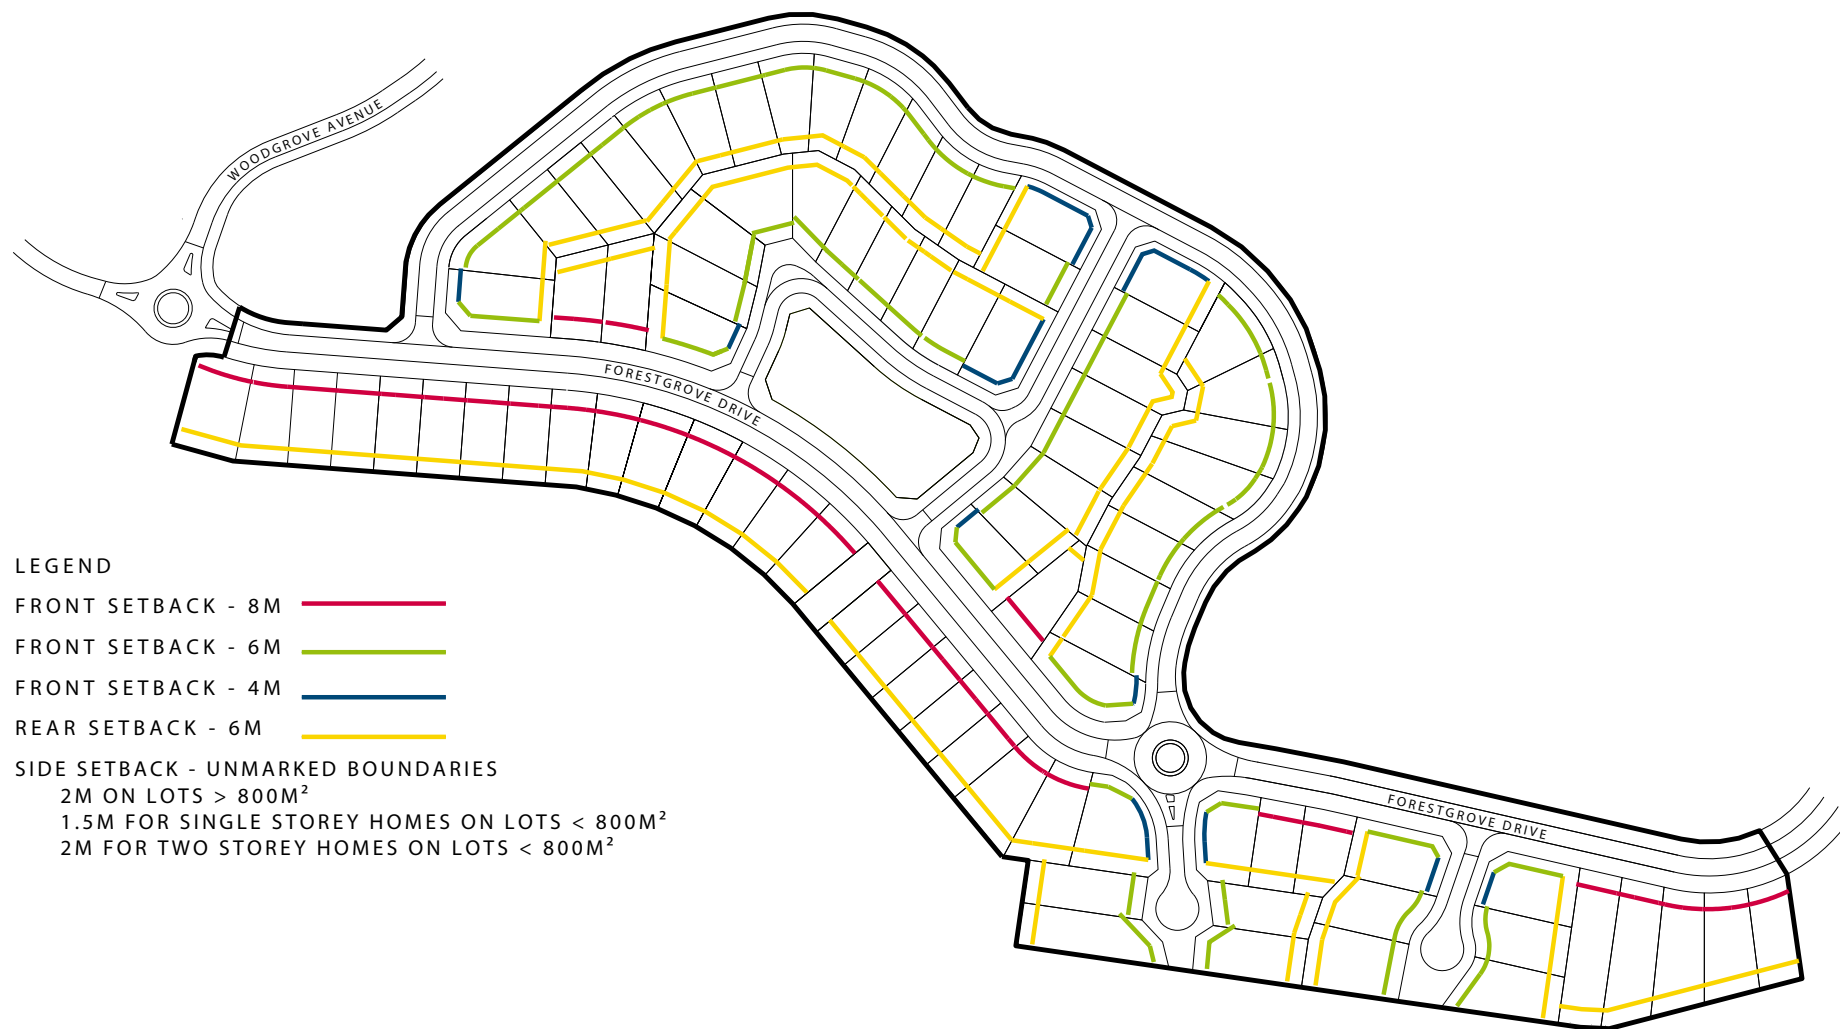 WOODGROVE AVENUE
FORESTGROVE DRIVE
LEGEND
FRONT SETBACK - 8M
FRONT SETBACK - 6M
FRONT SETBACK - 4M
REAR SETBACK - 6M
SIDE SETBACK - UNMARKED BOUNDARIES
2M ON LOTS > 800M²
1.5M FOR SINGLE STOREY HOMES ON LOTS < 800M²
2M FOR TWO STOREY HOMES ON LOTS < 800M²
FORESTGROVE DRIVE